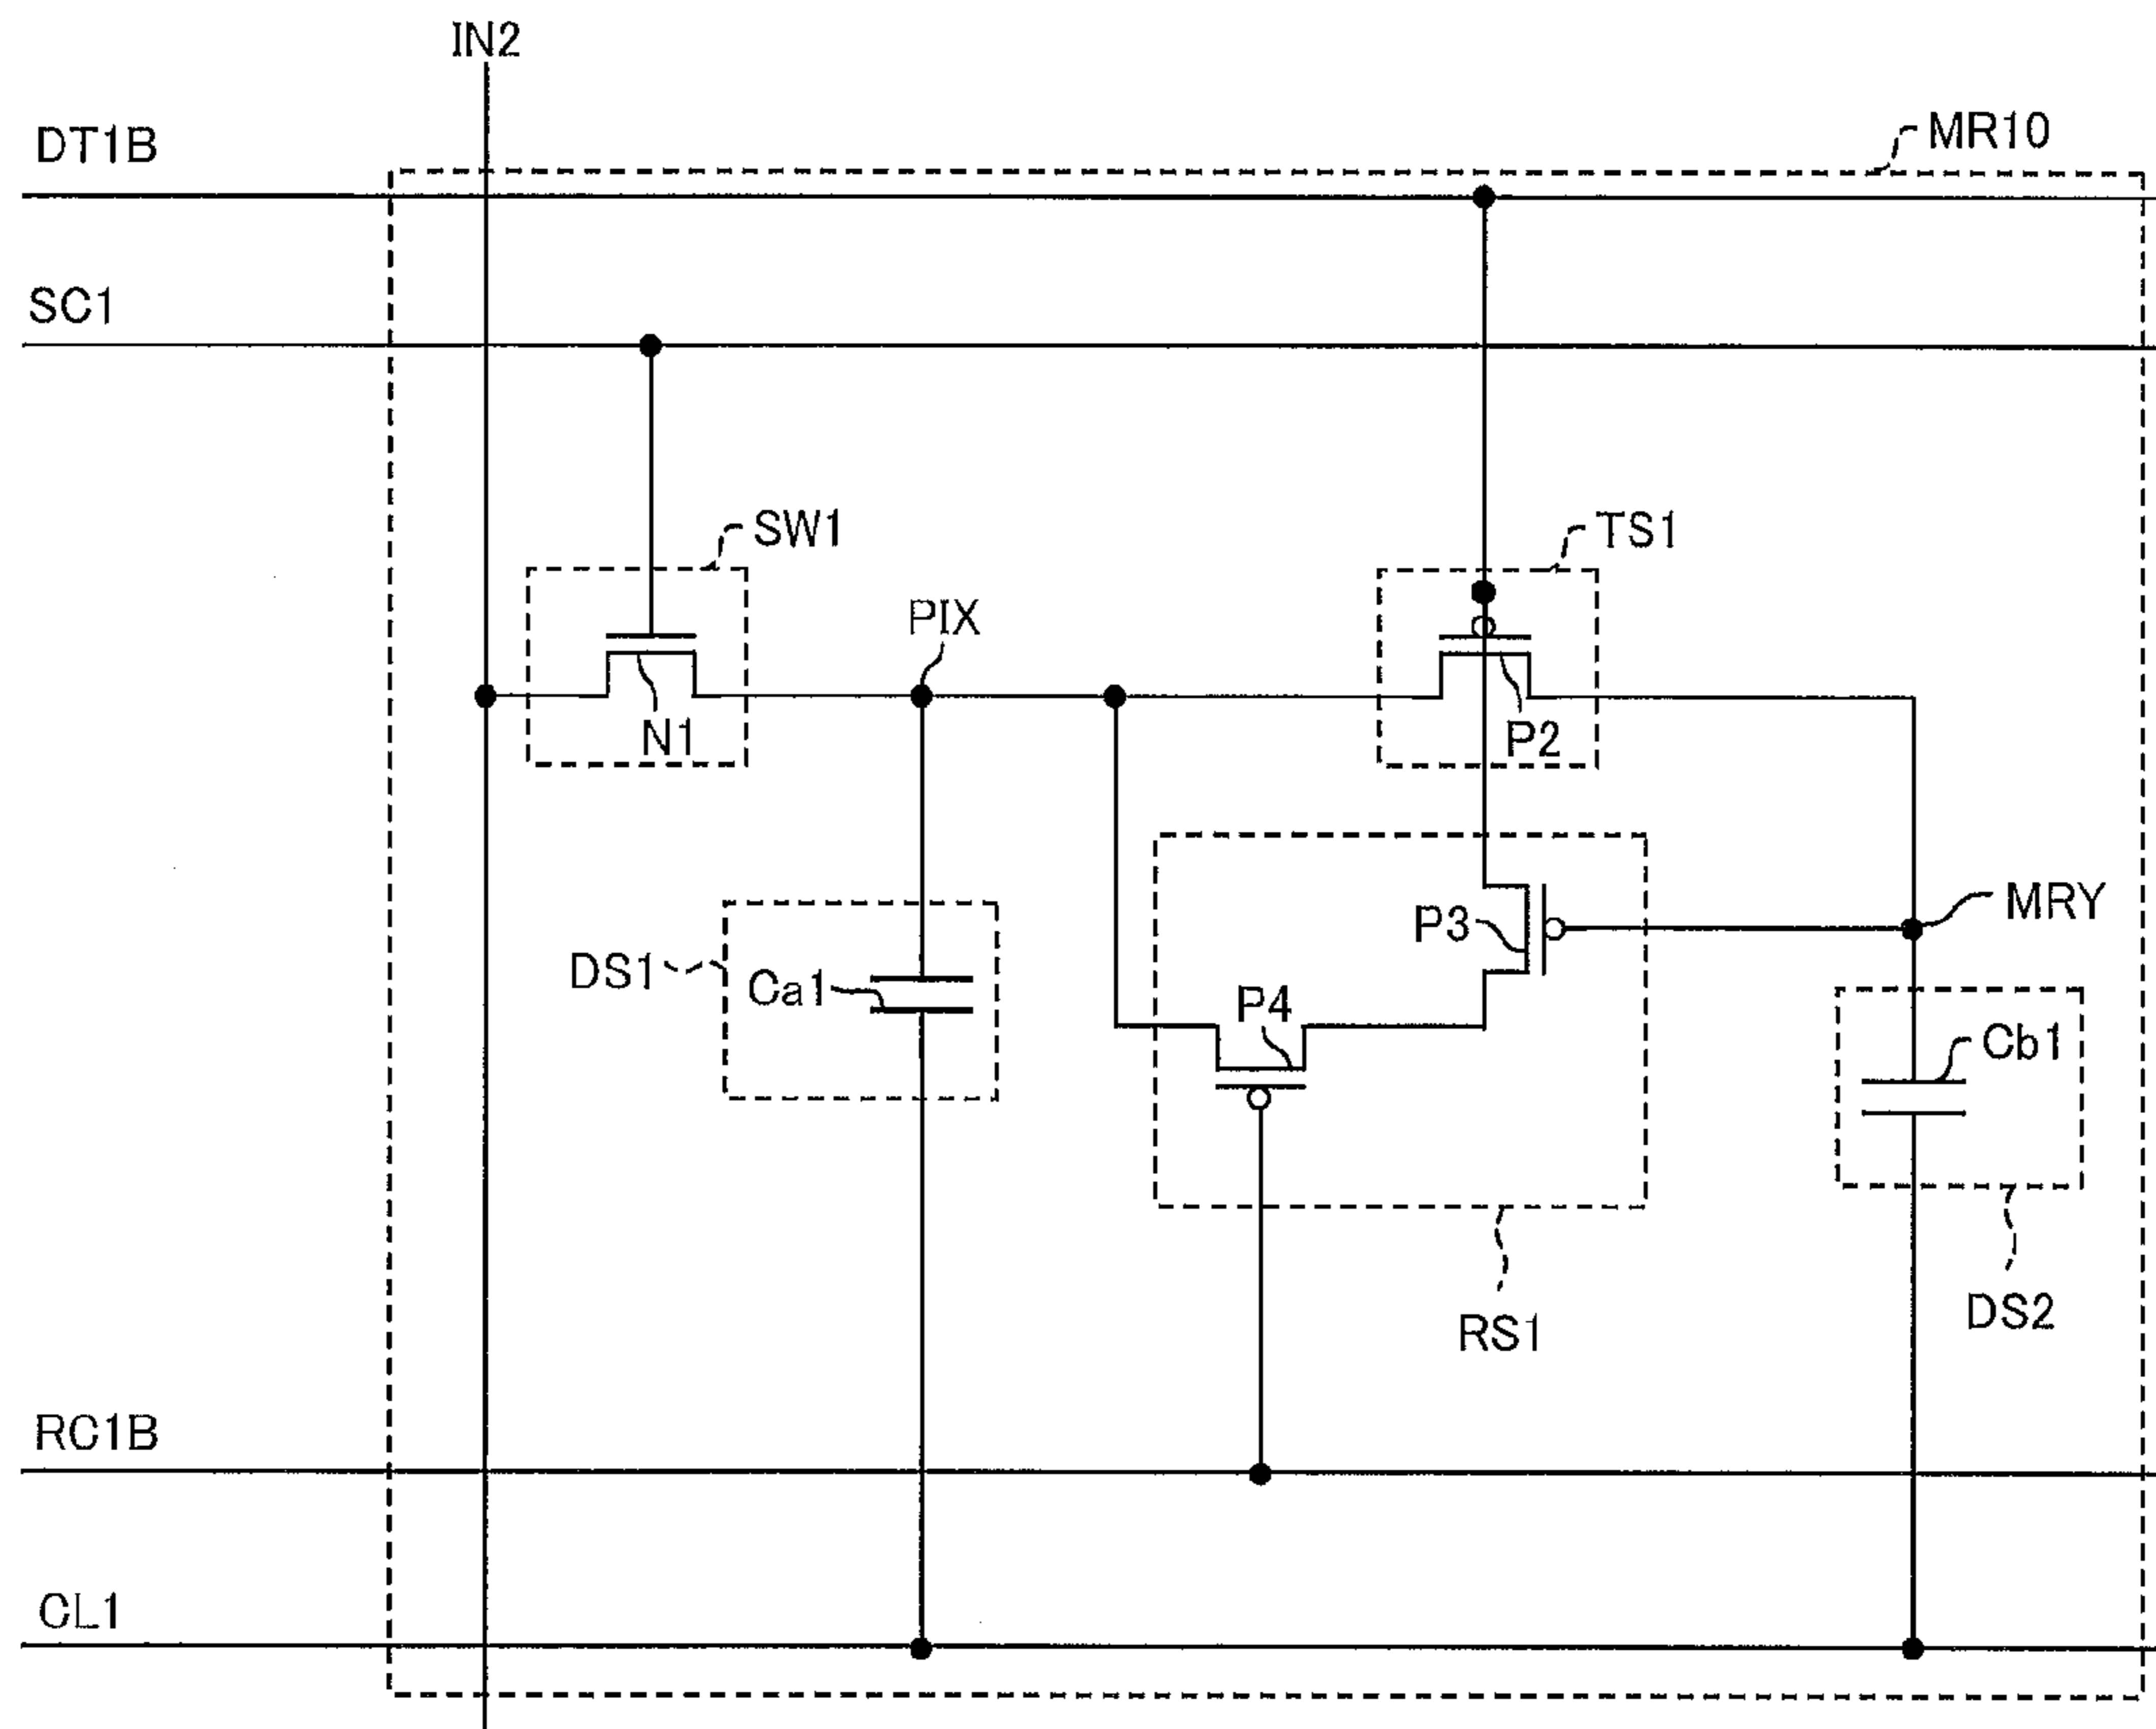 IN2
DT1B
MR10
SC1
SW1
TS1
PIX
N1
P2
P3
MRY
DS1
Ca1
P4
Cb1
DS2
RS1
RC1B
CL1